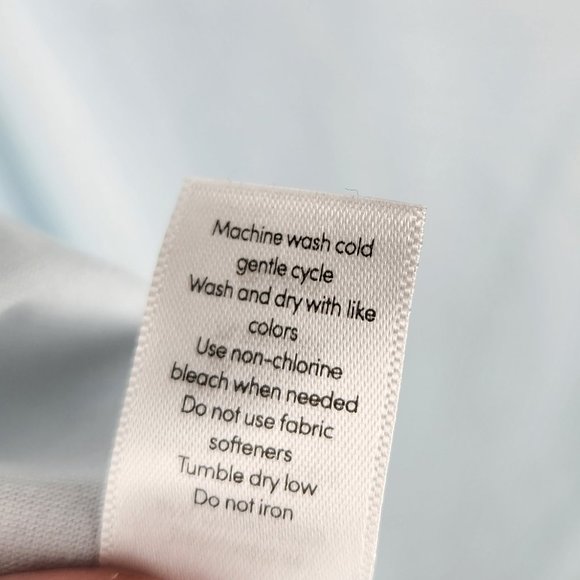 Machine wash cold
gentle cycle
Wash and dry with like
colors
Use non-chlorine
bleach when needed
Do not use fabric
softeners
Tumble dry low
Do not iron